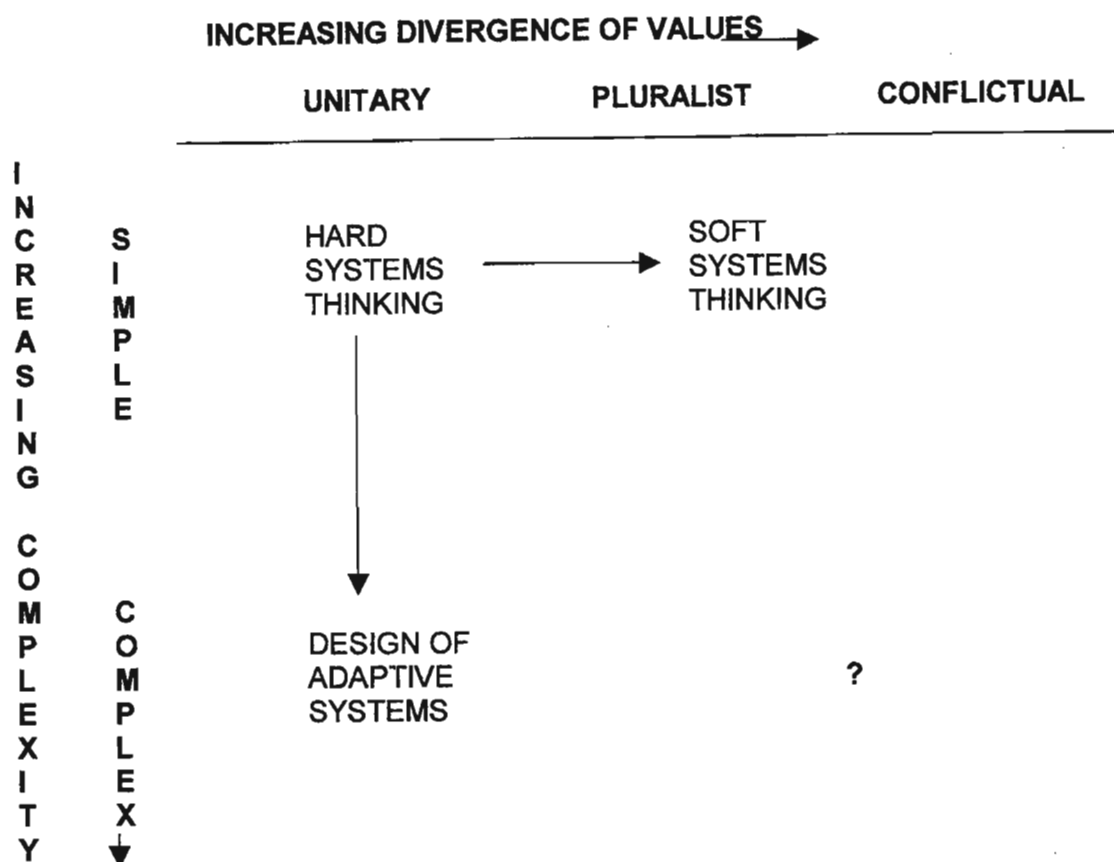 INCREASING DIVERGENCE OF VALUES
UNITARY PLURALIST CONFLICTUAL
INCREASING COMPLEXITY
SIMPLE
HARD
SYSTEMS
THINKING
SOFT
SYSTEMS
THINKING
COMPLEX
DESIGN OF
ADAPTIVE
SYSTEMS
?